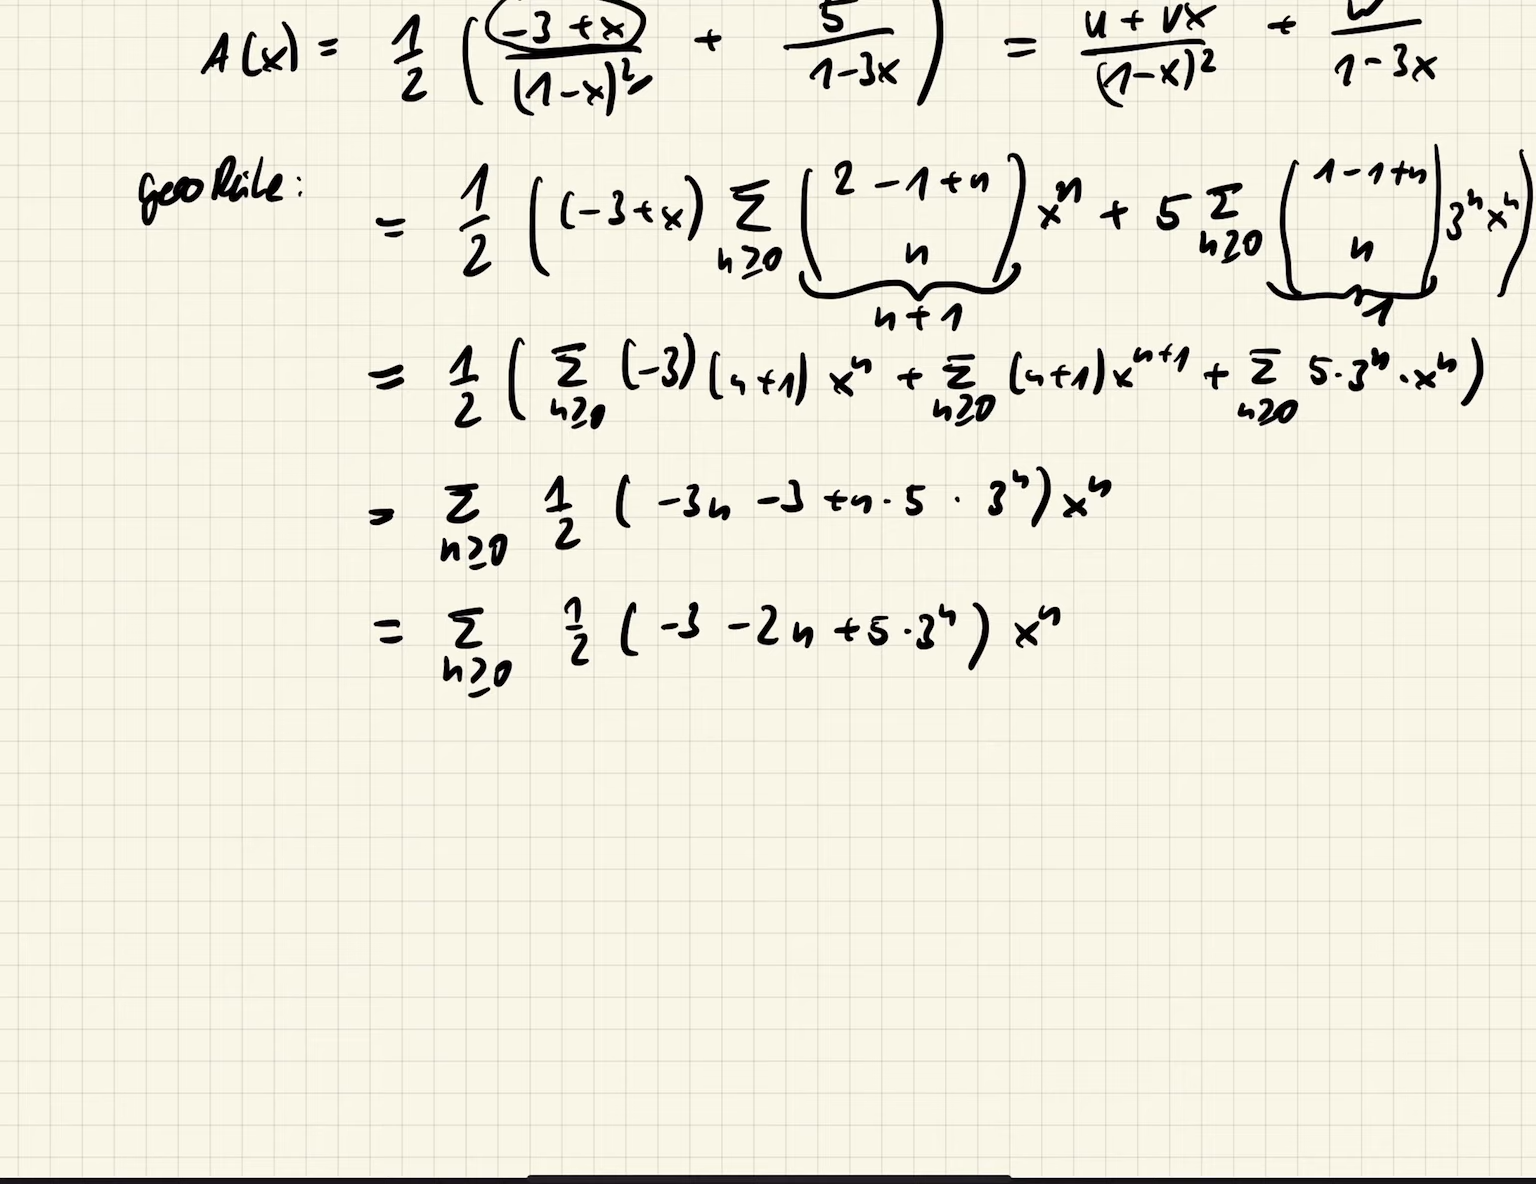 A(x) = 1/2 ( (-3 + x)/(1-x)² + 5/(1-3x) ) = (u + vx)/(1-x)² + w/(1-3x)
geo Reihe: = 1/2 ( (-3+x) Σ_{n≥0} (2-1+n over n) x^n + 5 Σ_{n≥0} (1-1+n over n) 3^n x^n )
n+1 1
= 1/2 ( Σ_{n≥0} (-3)(n+1) x^n + Σ_{n≥0} (n+1)x^{n+1} + Σ_{n≥0} 5·3^n·x^n )
= Σ_{n≥0} 1/2 ( -3n -3 +n·5 · 3^n ) x^n
= Σ_{n≥0} 1/2 ( -3 -2n +5·3^n ) x^n